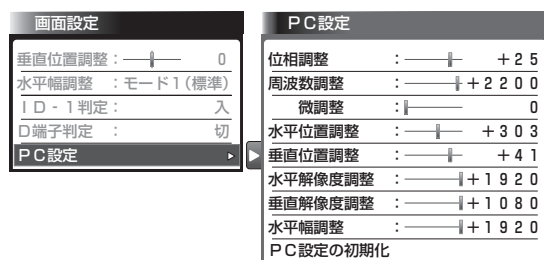 画面設定
垂直位置調整： 0
水平幅調整 ：モード1(標準)
ID-1判定： 入
D端子判定 ： 切
PC設定
PC設定
位相調整 ： +25
周波数調整 ： +2200
微調整 ： 0
水平位置調整 ： +303
垂直位置調整 ： +41
水平解像度調整 ： +1920
垂直解像度調整 ： +1080
水平幅調整 ： +1920
PC設定の初期化